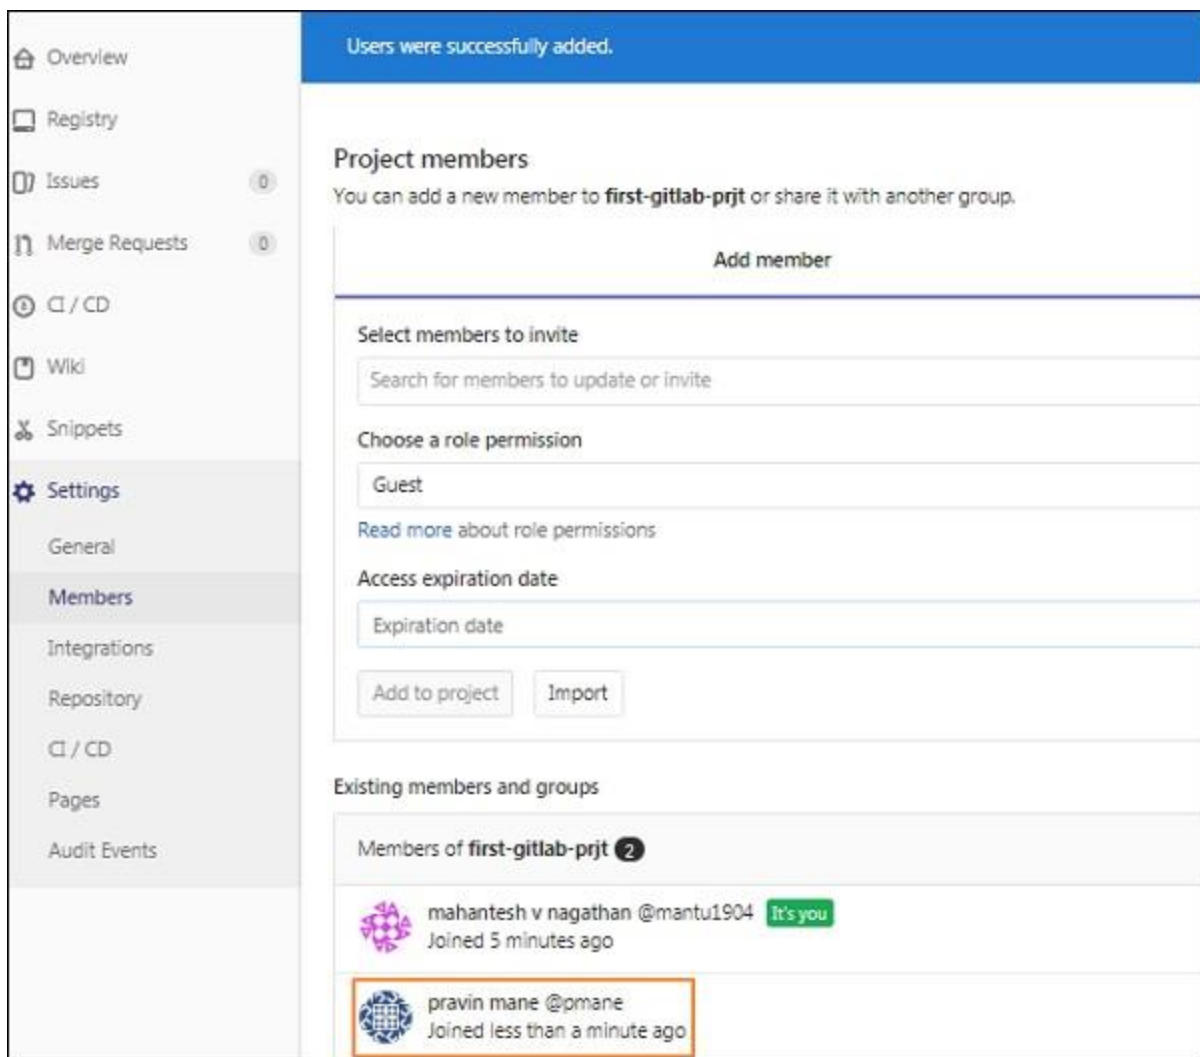 Overview
Registry
Issues 0
Merge Requests 0
CI / CD
Wiki
Snippets
Settings
General
Members
Integrations
Repository
CI / CD
Pages
Audit Events
Users were successfully added.
Project members
You can add a new member to first-gitlab-prjt or share it with another group.
Add member
Select members to invite
Search for members to update or invite
Choose a role permission
Guest
Read more about role permissions
Access expiration date
Expiration date
Add to project Import
Existing members and groups
Members of first-gitlab-prjt 2
mahantesh v nagathan @mantu1904 It's you
Joined 5 minutes ago
pravin mane @pmane
Joined less than a minute ago